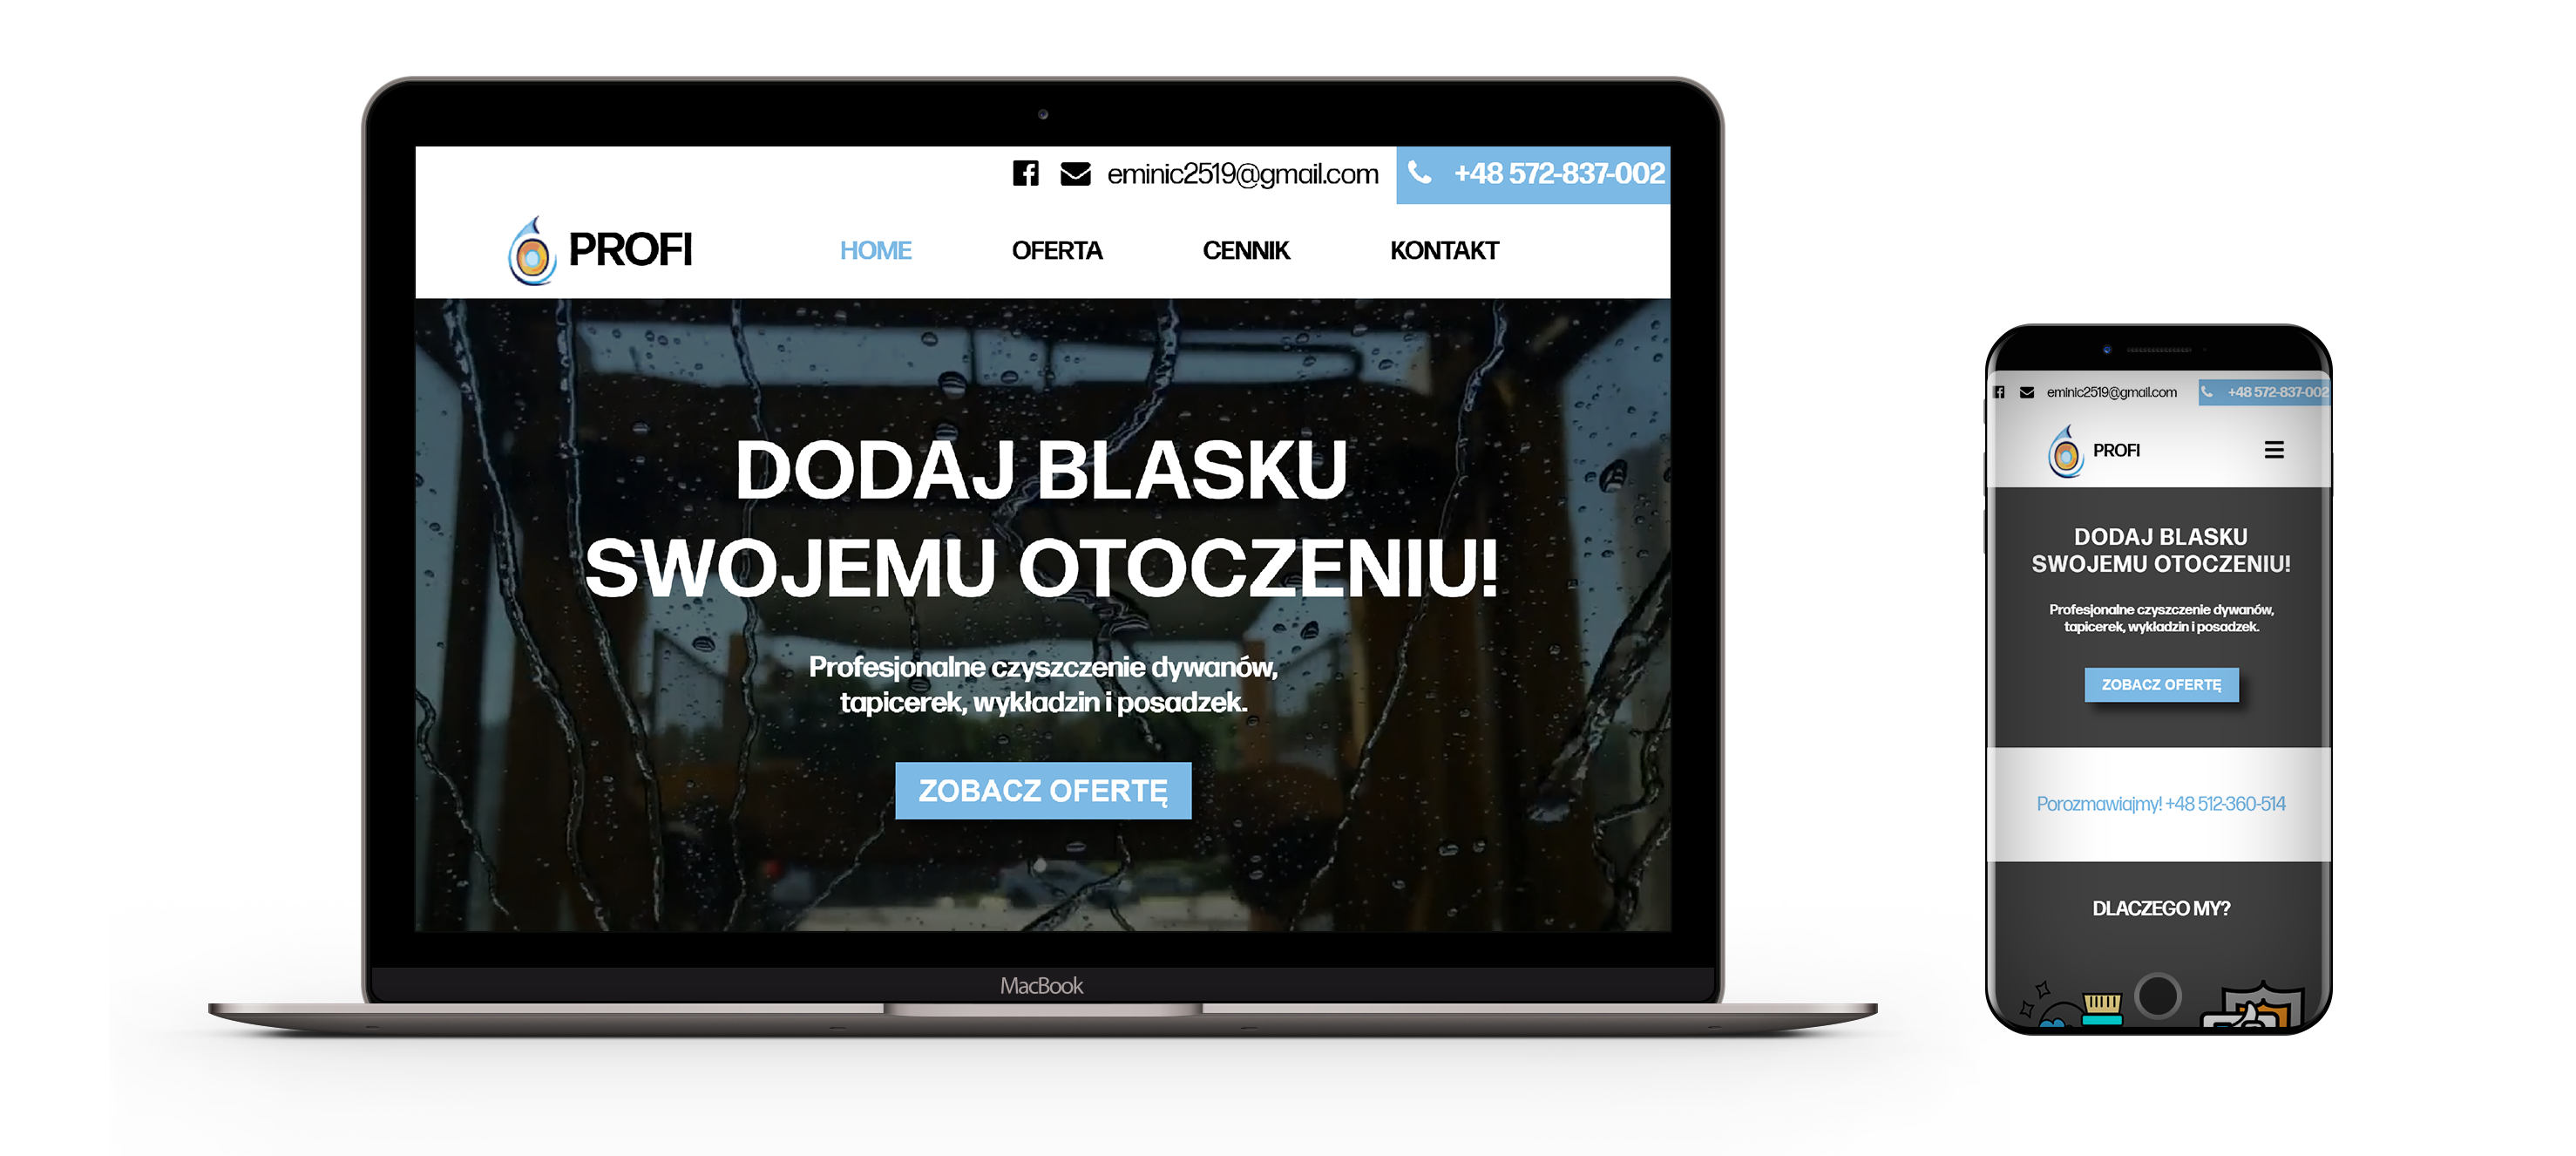 eminic2519@gmail.com +48 572-837-002
PROFI HOME OFERTA CENNIK KONTAKT
DODAJ BLASKU
SWOJEMU OTOCZENIU!
Profesjonalne czyszczenie dywanów,
tapicerek, wykładzin i posadzek.
ZOBACZ OFERTĘ
MacBook
eminic2519@gmail.com +48 572-837-002
PROFI
DODAJ BLASKU
SWOJEMU OTOCZENIU!
Profesjonalne czyszczenie dywanów,
tapicerek, wykładzin i posadzek.
ZOBACZ OFERTĘ
Porozmawiajmy! +48 512-360-514
DLACZEGO MY?